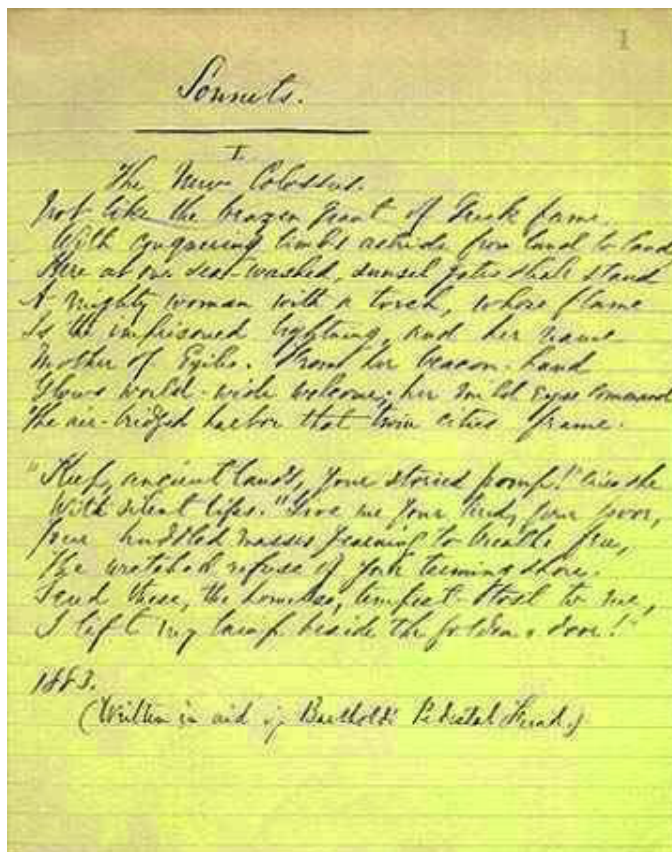 1
Sonnets.
I.
The New Colossus.
Not like the brazen giant of Greek fame,
With conquering limbs astride from land to land
Here at our sea-washed, sunset gates shall stand
A mighty woman with a torch, whose flame
Is the imprisoned lightning, and her name
Mother of Exiles. From her beacon-hand
Glows world-wide welcome; her mild eyes command
The air-bridged harbor that twin cities frame.
"Keep, ancient lands, your storied pomp!" cries she
With silent lips. "Give me your tired, your poor,
Your huddled masses yearning to breathe free,
The wretched refuse of your teeming shore.
Send these, the homeless, tempest-tost to me,
I lift my lamp beside the golden door!"
1883.
(Written in aid of Bartholdi Pedestal Fund.)